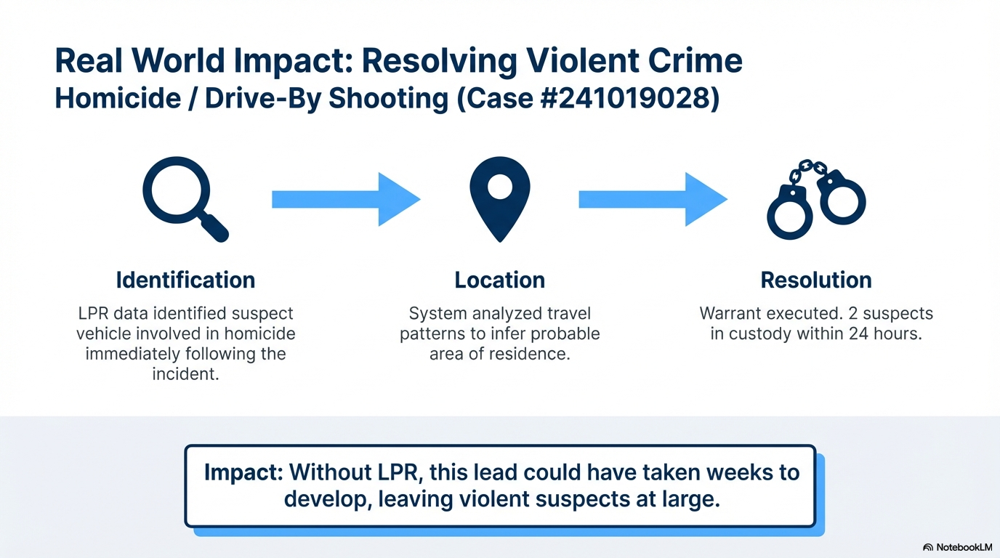 Real World Impact: Resolving Violent Crime
Homicide / Drive-By Shooting (Case #241019028)
Identification
LPR data identified suspect
vehicle involved in homicide
immediately following the
incident.
Location
System analyzed travel
patterns to infer probable
area of residence.
Resolution
Warrant executed. 2 suspects
in custody within 24 hours.
Impact: Without LPR, this lead could have taken weeks to
develop, leaving violent suspects at large.
NotebookLM